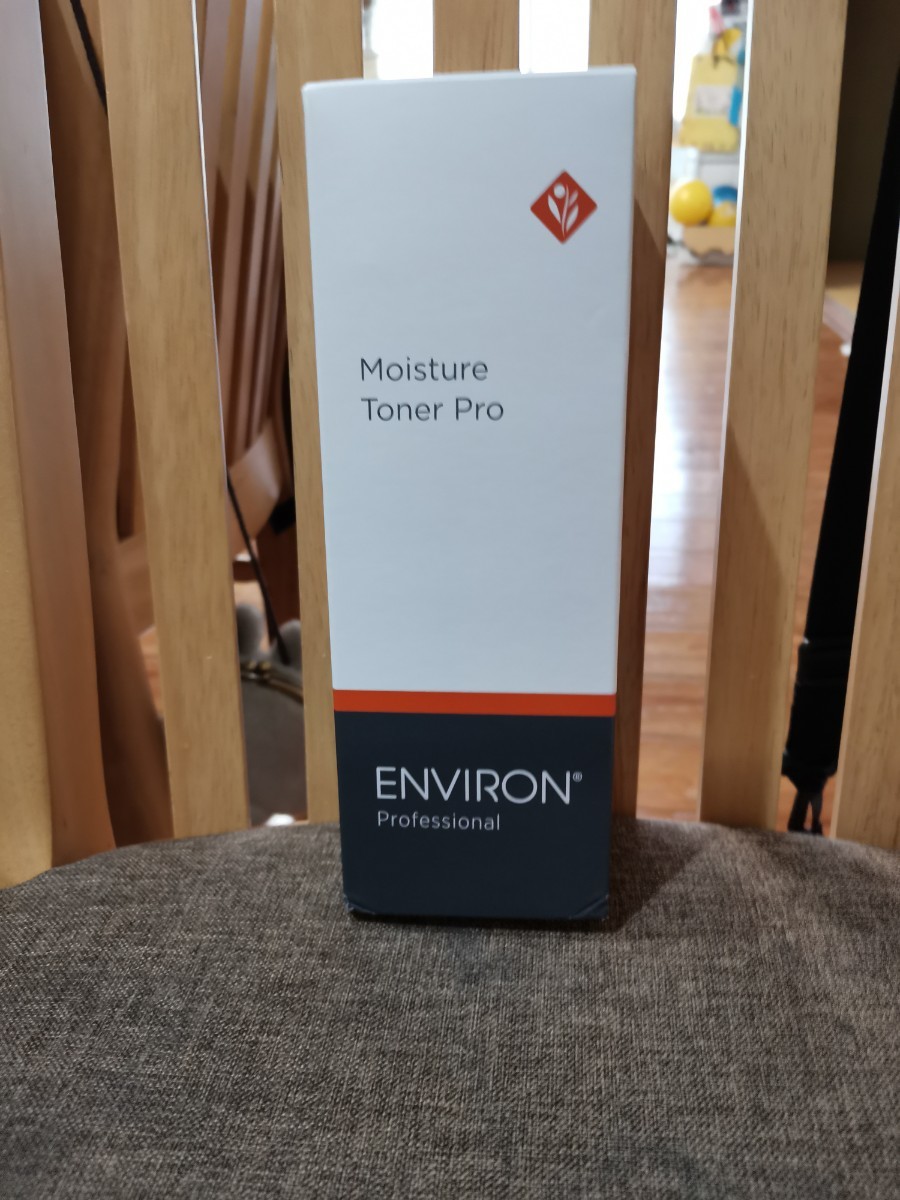 Moisture
Toner Pro
ENVIRON®
Professional